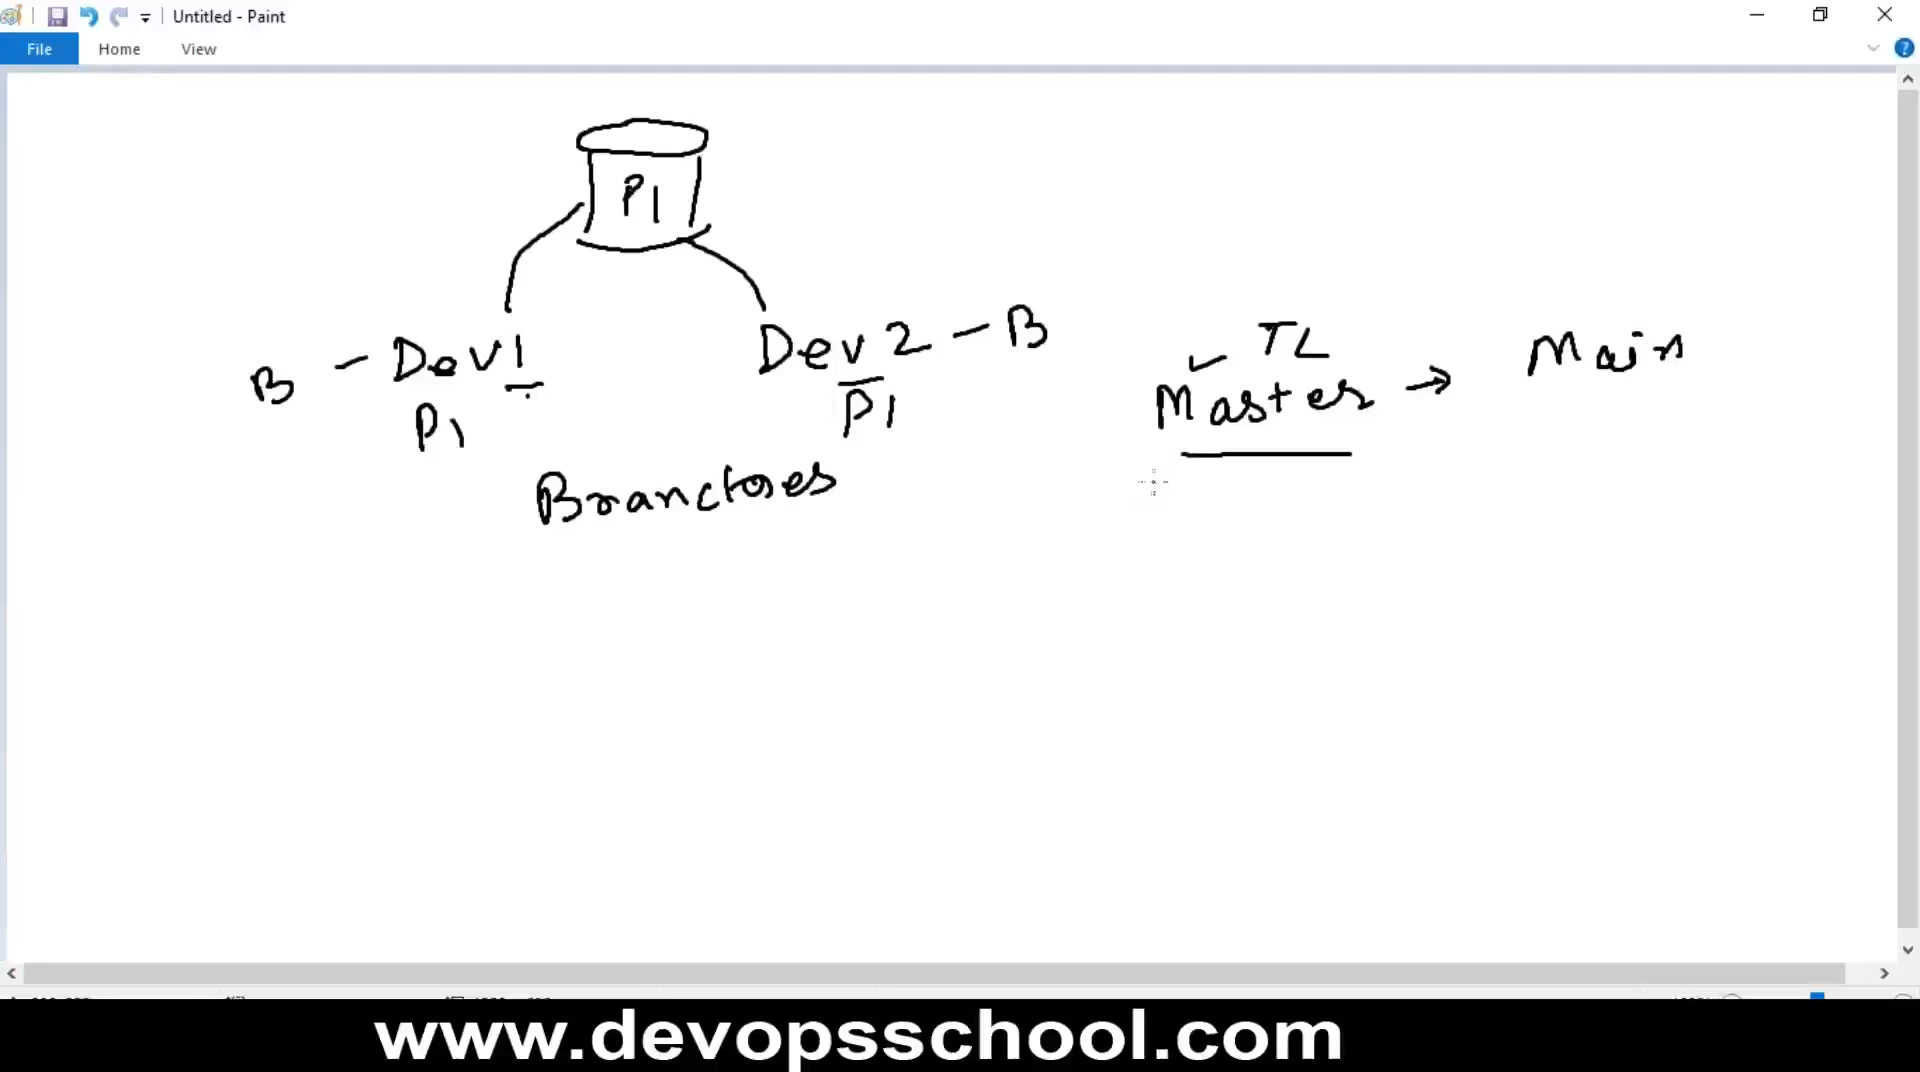 Untitled - Paint
File Home View
P1
B - Dev1
P1
Dev2 - B
P1
Branches
TL
Master → Main
www.devopsschool.com